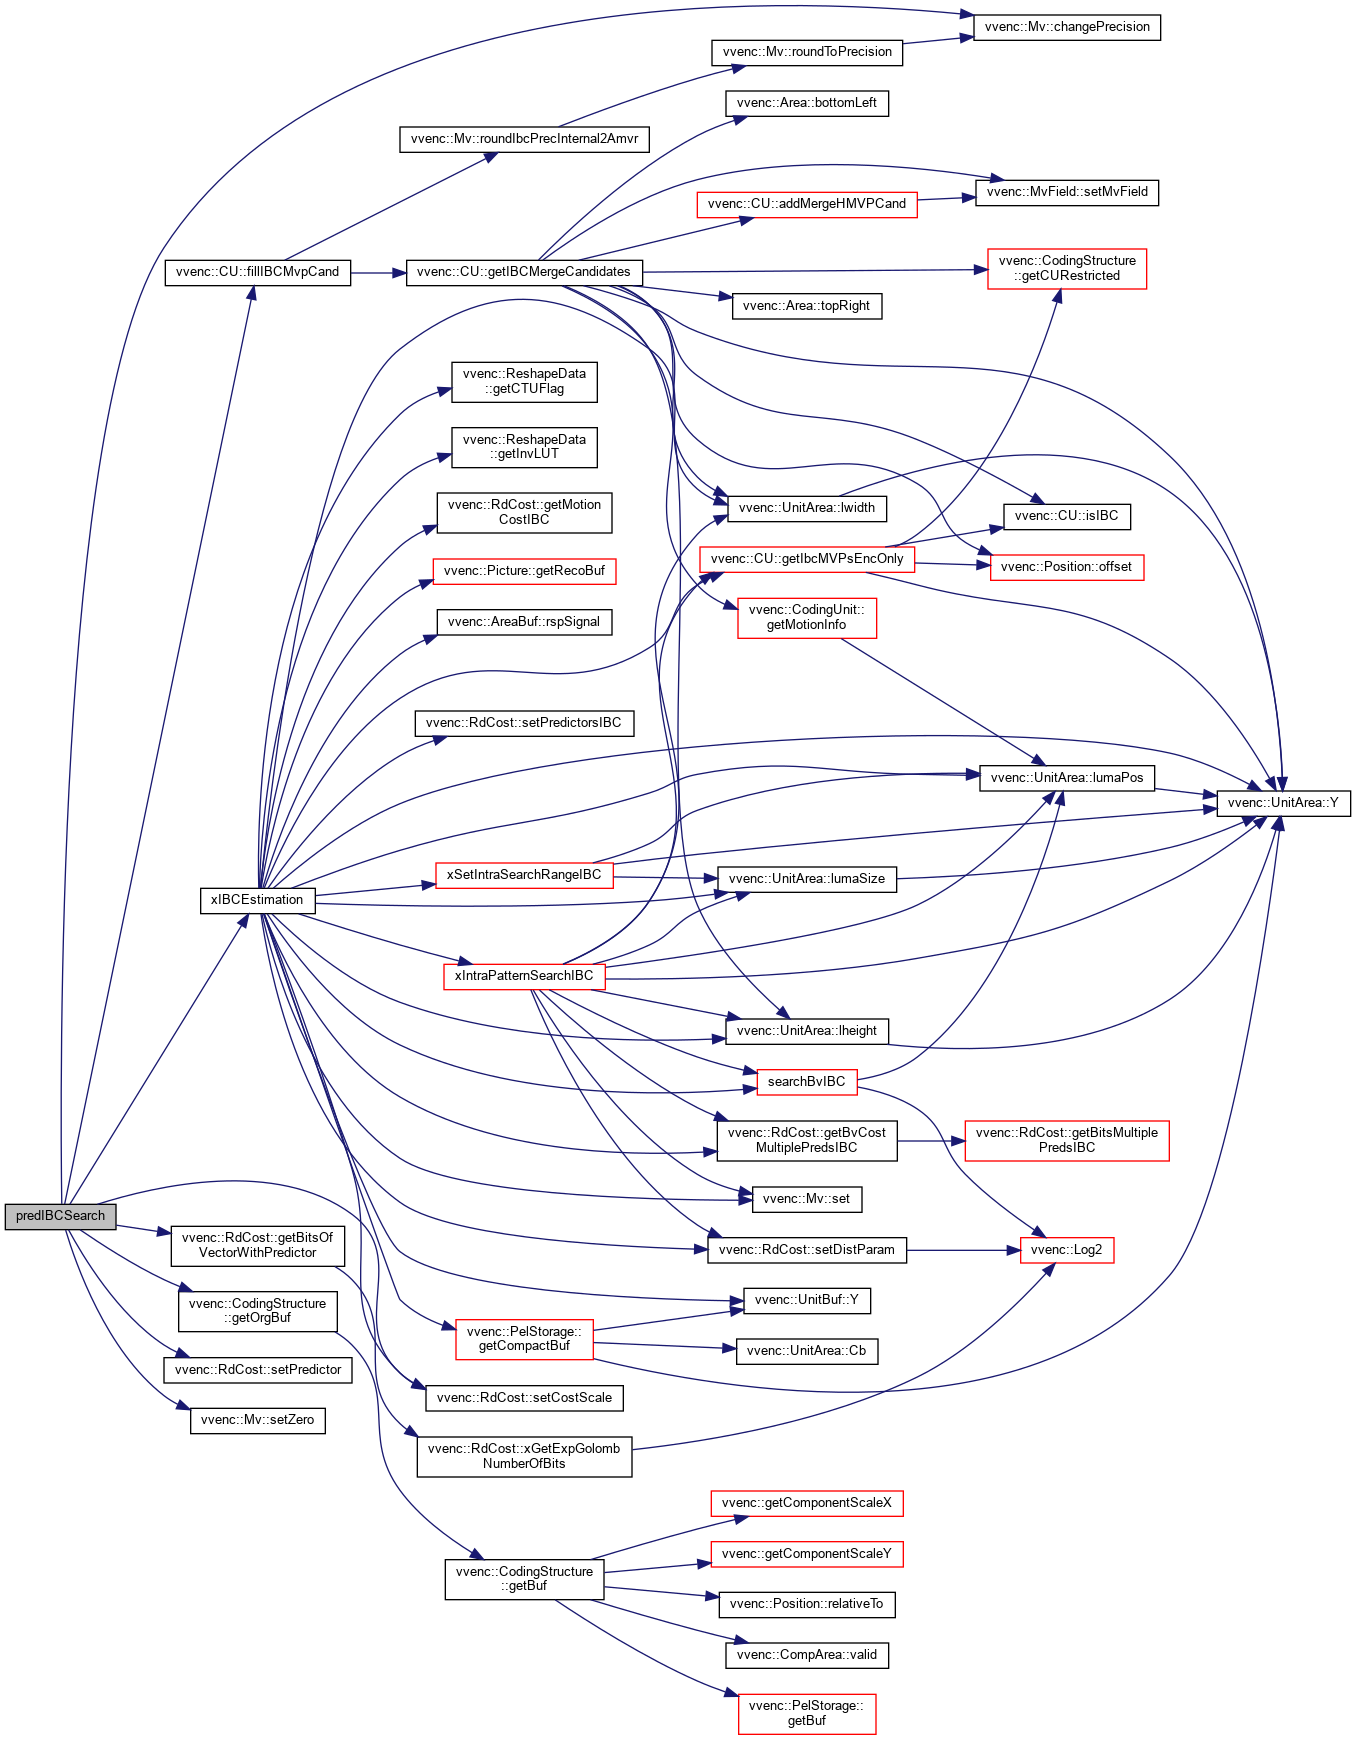 vvenc::Mv::changePrecision
vvenc::Mv::roundToPrecision
vvenc::Area::bottomLeft
vvenc::Mv::roundIbcPrecInternal2Amvr
vvenc::MvField::setMvField
vvenc::CU::addMergeHMVPCand
vvenc::CU::fillIBCMvpCand
vvenc::CU::getIBCMergeCandidates
vvenc::CodingStructure
::getCURestricted
vvenc::Area::topRight
vvenc::ReshapeData
::getCTUFlag
vvenc::ReshapeData
::getInvLUT
vvenc::RdCost::getMotion
CostIBC
vvenc::UnitArea::lwidth
vvenc::CU::isIBC
vvenc::CU::getIbcMVPsEncOnly
vvenc::Position::offset
vvenc::Picture::getRecoBuf
vvenc::CodingUnit::
getMotionInfo
vvenc::AreaBuf::rspSignal
vvenc::RdCost::setPredictorsIBC
vvenc::UnitArea::lumaPos
vvenc::UnitArea::Y
xSetIntraSearchRangeIBC
vvenc::UnitArea::lumaSize
xIBCEstimation
xIntraPatternSearchIBC
vvenc::UnitArea::lheight
searchBvIBC
vvenc::RdCost::getBvCost
MultiplePredsIBC
vvenc::RdCost::getBitsMultiple
PredsIBC
vvenc::Mv::set
predIBCSearch
vvenc::RdCost::getBitsOf
VectorWithPredictor
vvenc::RdCost::setDistParam
vvenc::Log2
vvenc::UnitBuf::Y
vvenc::CodingStructure
::getOrgBuf
vvenc::PelStorage::
getCompactBuf
vvenc::UnitArea::Cb
vvenc::RdCost::setPredictor
vvenc::RdCost::setCostScale
vvenc::Mv::setZero
vvenc::RdCost::xGetExpGolomb
NumberOfBits
vvenc::getComponentScaleX
vvenc::getComponentScaleY
vvenc::CodingStructure
::getBuf
vvenc::Position::relativeTo
vvenc::CompArea::valid
vvenc::PelStorage::
getBuf